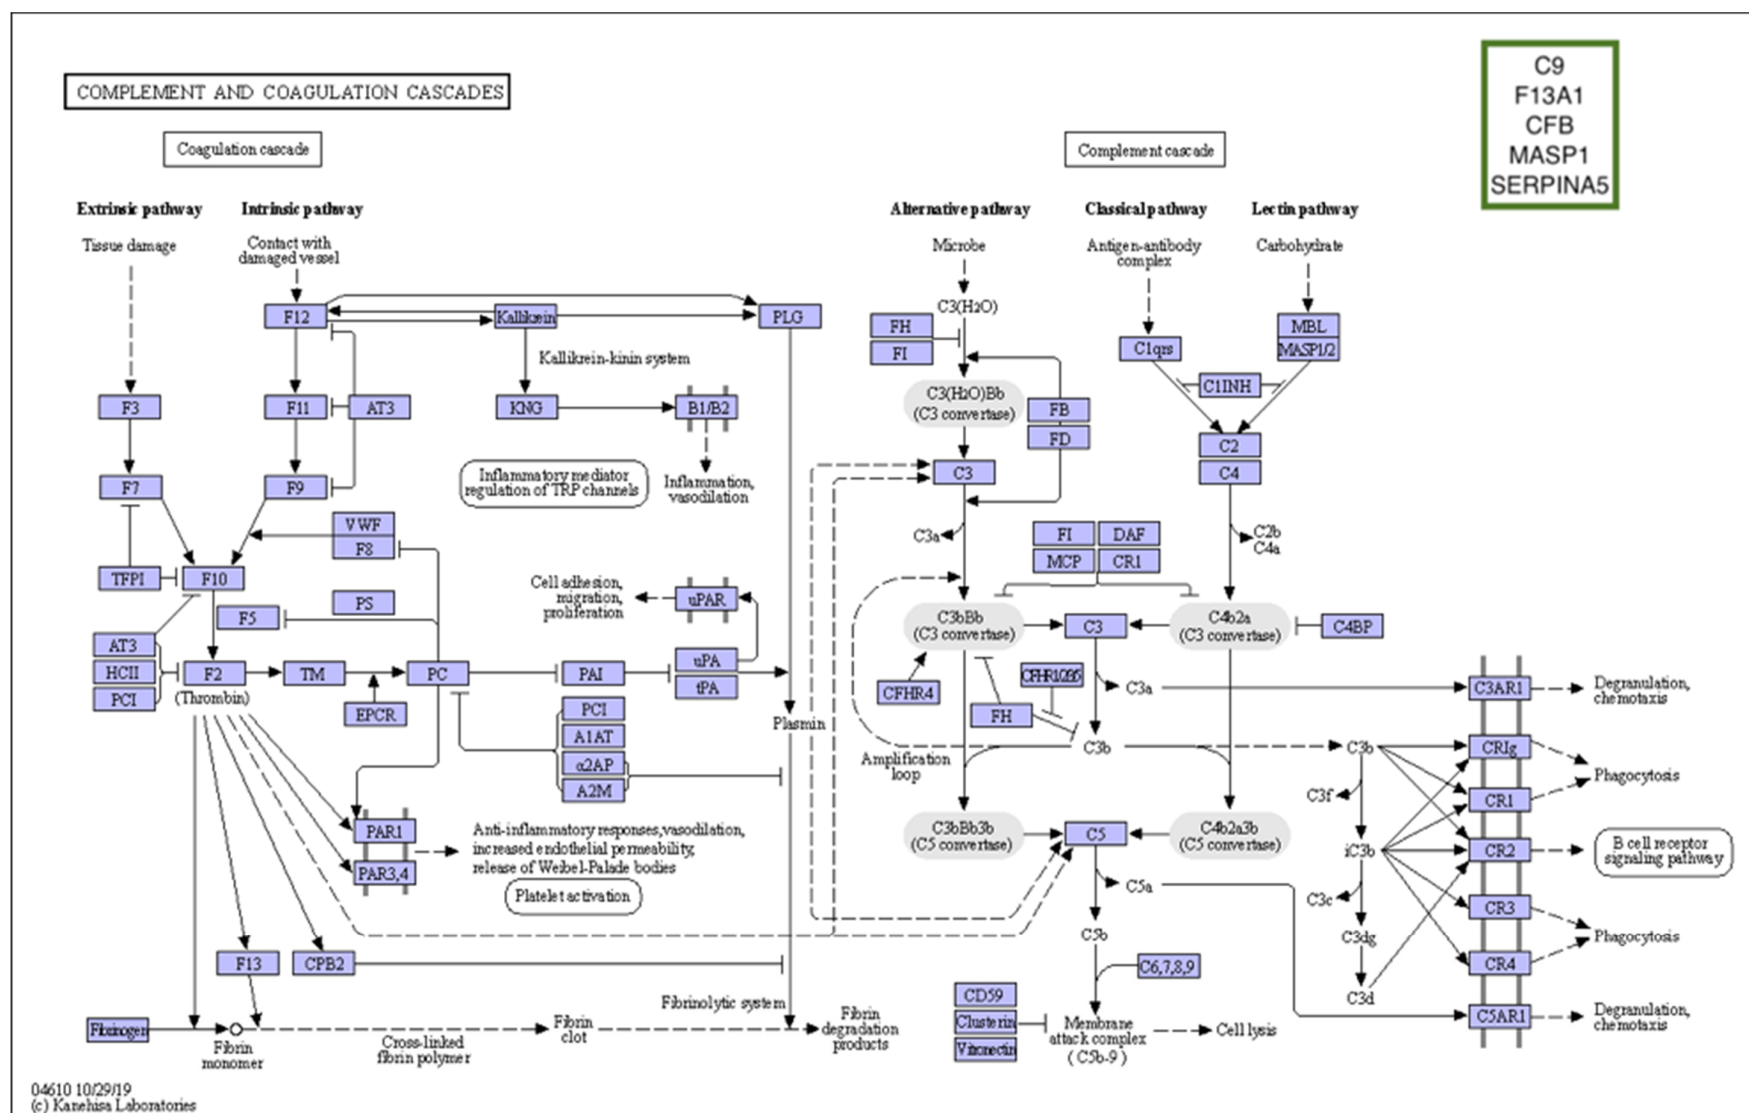 COMPLEMENT AND COAGULATION CASCADES
C9
F13A1
CFB
MASP1
SERPINA5
Coagulation cascade
Complement cascade
Extrinsic pathway
Intrinsic pathway
Alternative pathway
Classical pathway
Lectin pathway
Tissue damage
Contact with
damaged vessel
Microbe
Antigen-antibody
complex
Carbohydrate
F12
Kallikrein
PLG
C3(H2O)
FH
FI
C1qrs
MBL
MASP1/2
Kallikrein-kinin system
C1INH
F3
F11
AT3
KNG
B1/B2
C3(H2O)Bb
(C3 convertase)
FB
FD
C2
C4
F7
F9
Inflammatory mediator
regulation of TRP channels
Inflammation,
vasodilation
C3
VWF
F8
C3a
FI
DAF
MCP
CR1
C2b
C4a
TFPI
F10
PS
F5
Cell adhesion,
migration,
proliferation
uPAR
C3bBb
(C3 convertase)
C3
C4b2a
(C3 convertase)
C4BP
AT3
HCII
PCI
F2
(Thrombin)
TM
PC
PAI
uPA
tPA
EPCR
PCI
A1AT
α2AP
A2M
Plasmin
CFHR4
CFHR1/2/3/5
FH
C3a
C3AR1
Degranulation,
chemotaxis
Amplification
loop
C3b
C3b
CRIg
Phagocytosis
C3f
CR1
PAR1
PAR3,4
Anti-inflammatory responses,vasodilation,
increased endothelial permeability,
release of Weibel-Palade bodies
Platelet activation
C3bBb3b
(C5 convertase)
C5
C4b2a3b
(C5 convertase)
iC3b
CR2
B cell receptor
signaling pathway
C5a
C3c
CR3
C5b
C3dg
Phagocytosis
F13
CPB2
C6,7,8,9
CR4
C3d
Fibrinogen
Fibrin
monomer
Cross-linked
fibrin polymer
Fibrin
clot
Fibrinolytic system
Fibrin
degradation
products
CD59
Clusterin
Vitronectin
Membrane
attack complex
(C5b-9)
Cell lysis
C5AR1
Degranulation,
chemotaxis
04610 10/29/19
(c) Kanehisa Laboratories